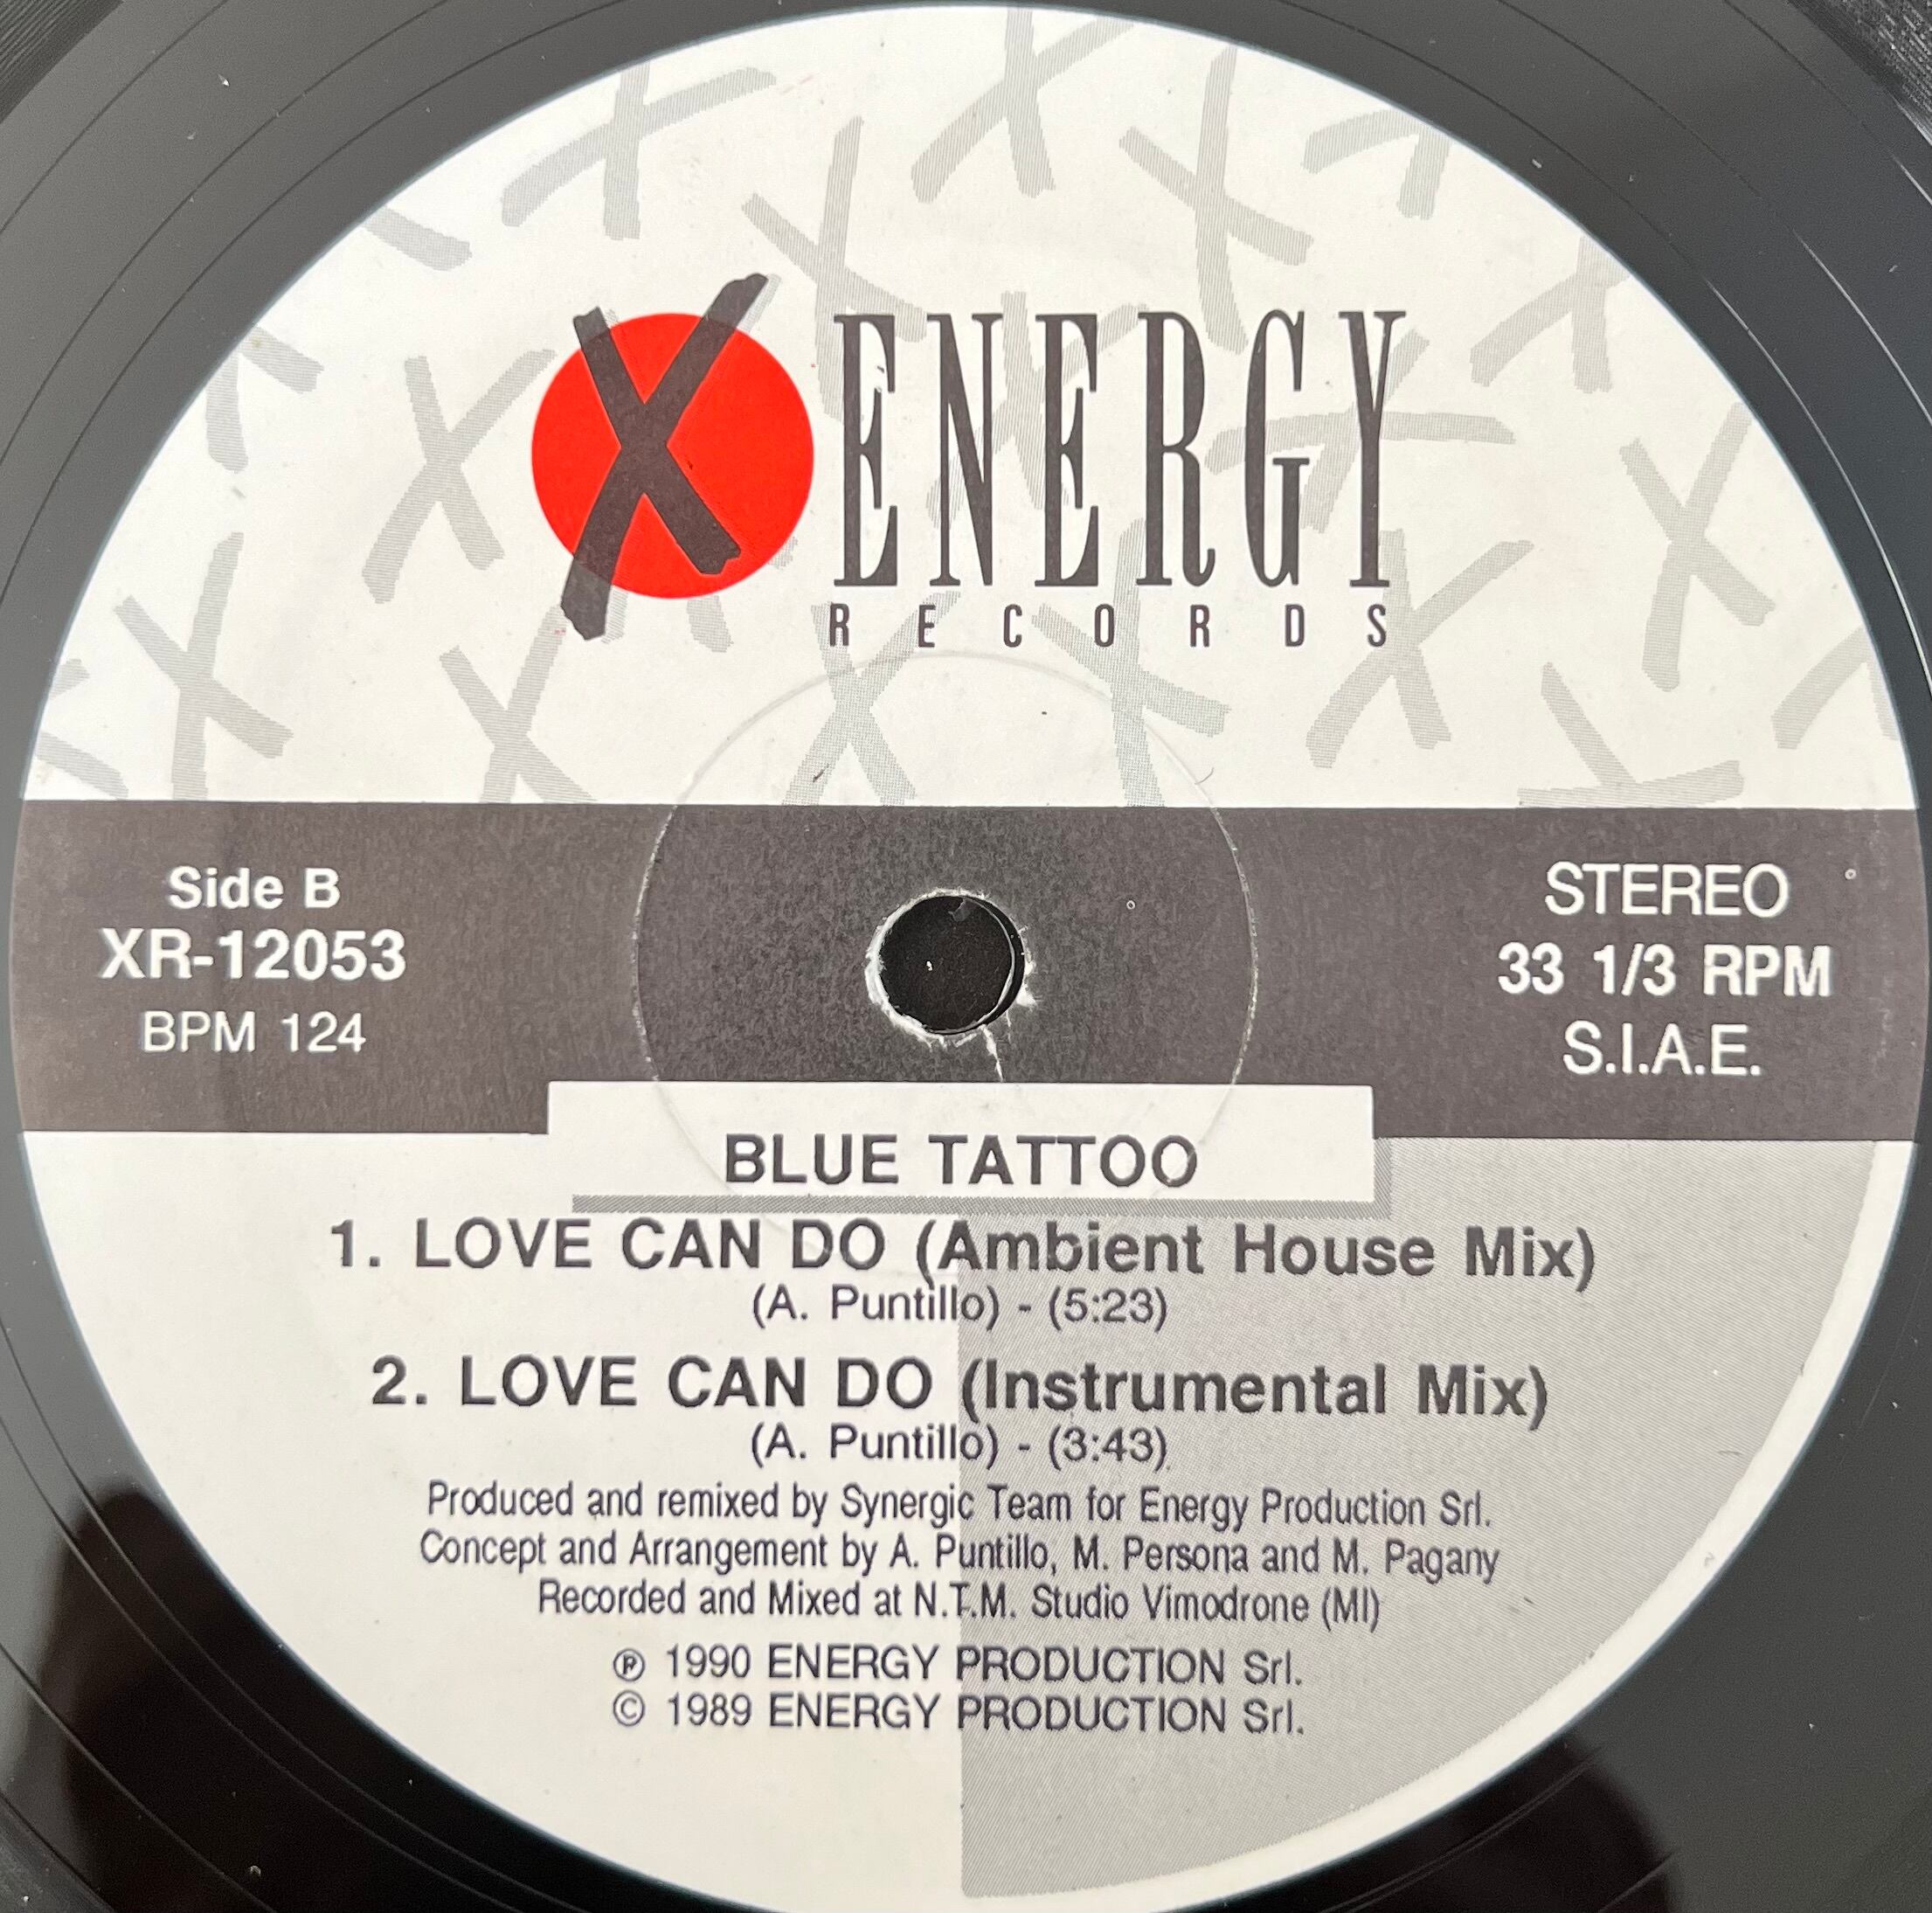 X ENERGY
RECORDS
Side B
XR-12053
BPM 124
STEREO
33 1/3 RPM
S.I.A.E.
BLUE TATTOO
1. LOVE CAN DO (Ambient House Mix)
(A. Puntillo) - (5:23)
2. LOVE CAN DO (Instrumental Mix)
(A. Puntillo) - (3:43)
Produced and remixed by Synergic Team for Energy Production Srl.
Concept and Arrangement by A. Puntillo, M. Persona and M. Pagany
Recorded and Mixed at N.T.M. Studio Vimodrone (MI)
℗ 1990 ENERGY PRODUCTION Srl.
© 1989 ENERGY PRODUCTION Srl.